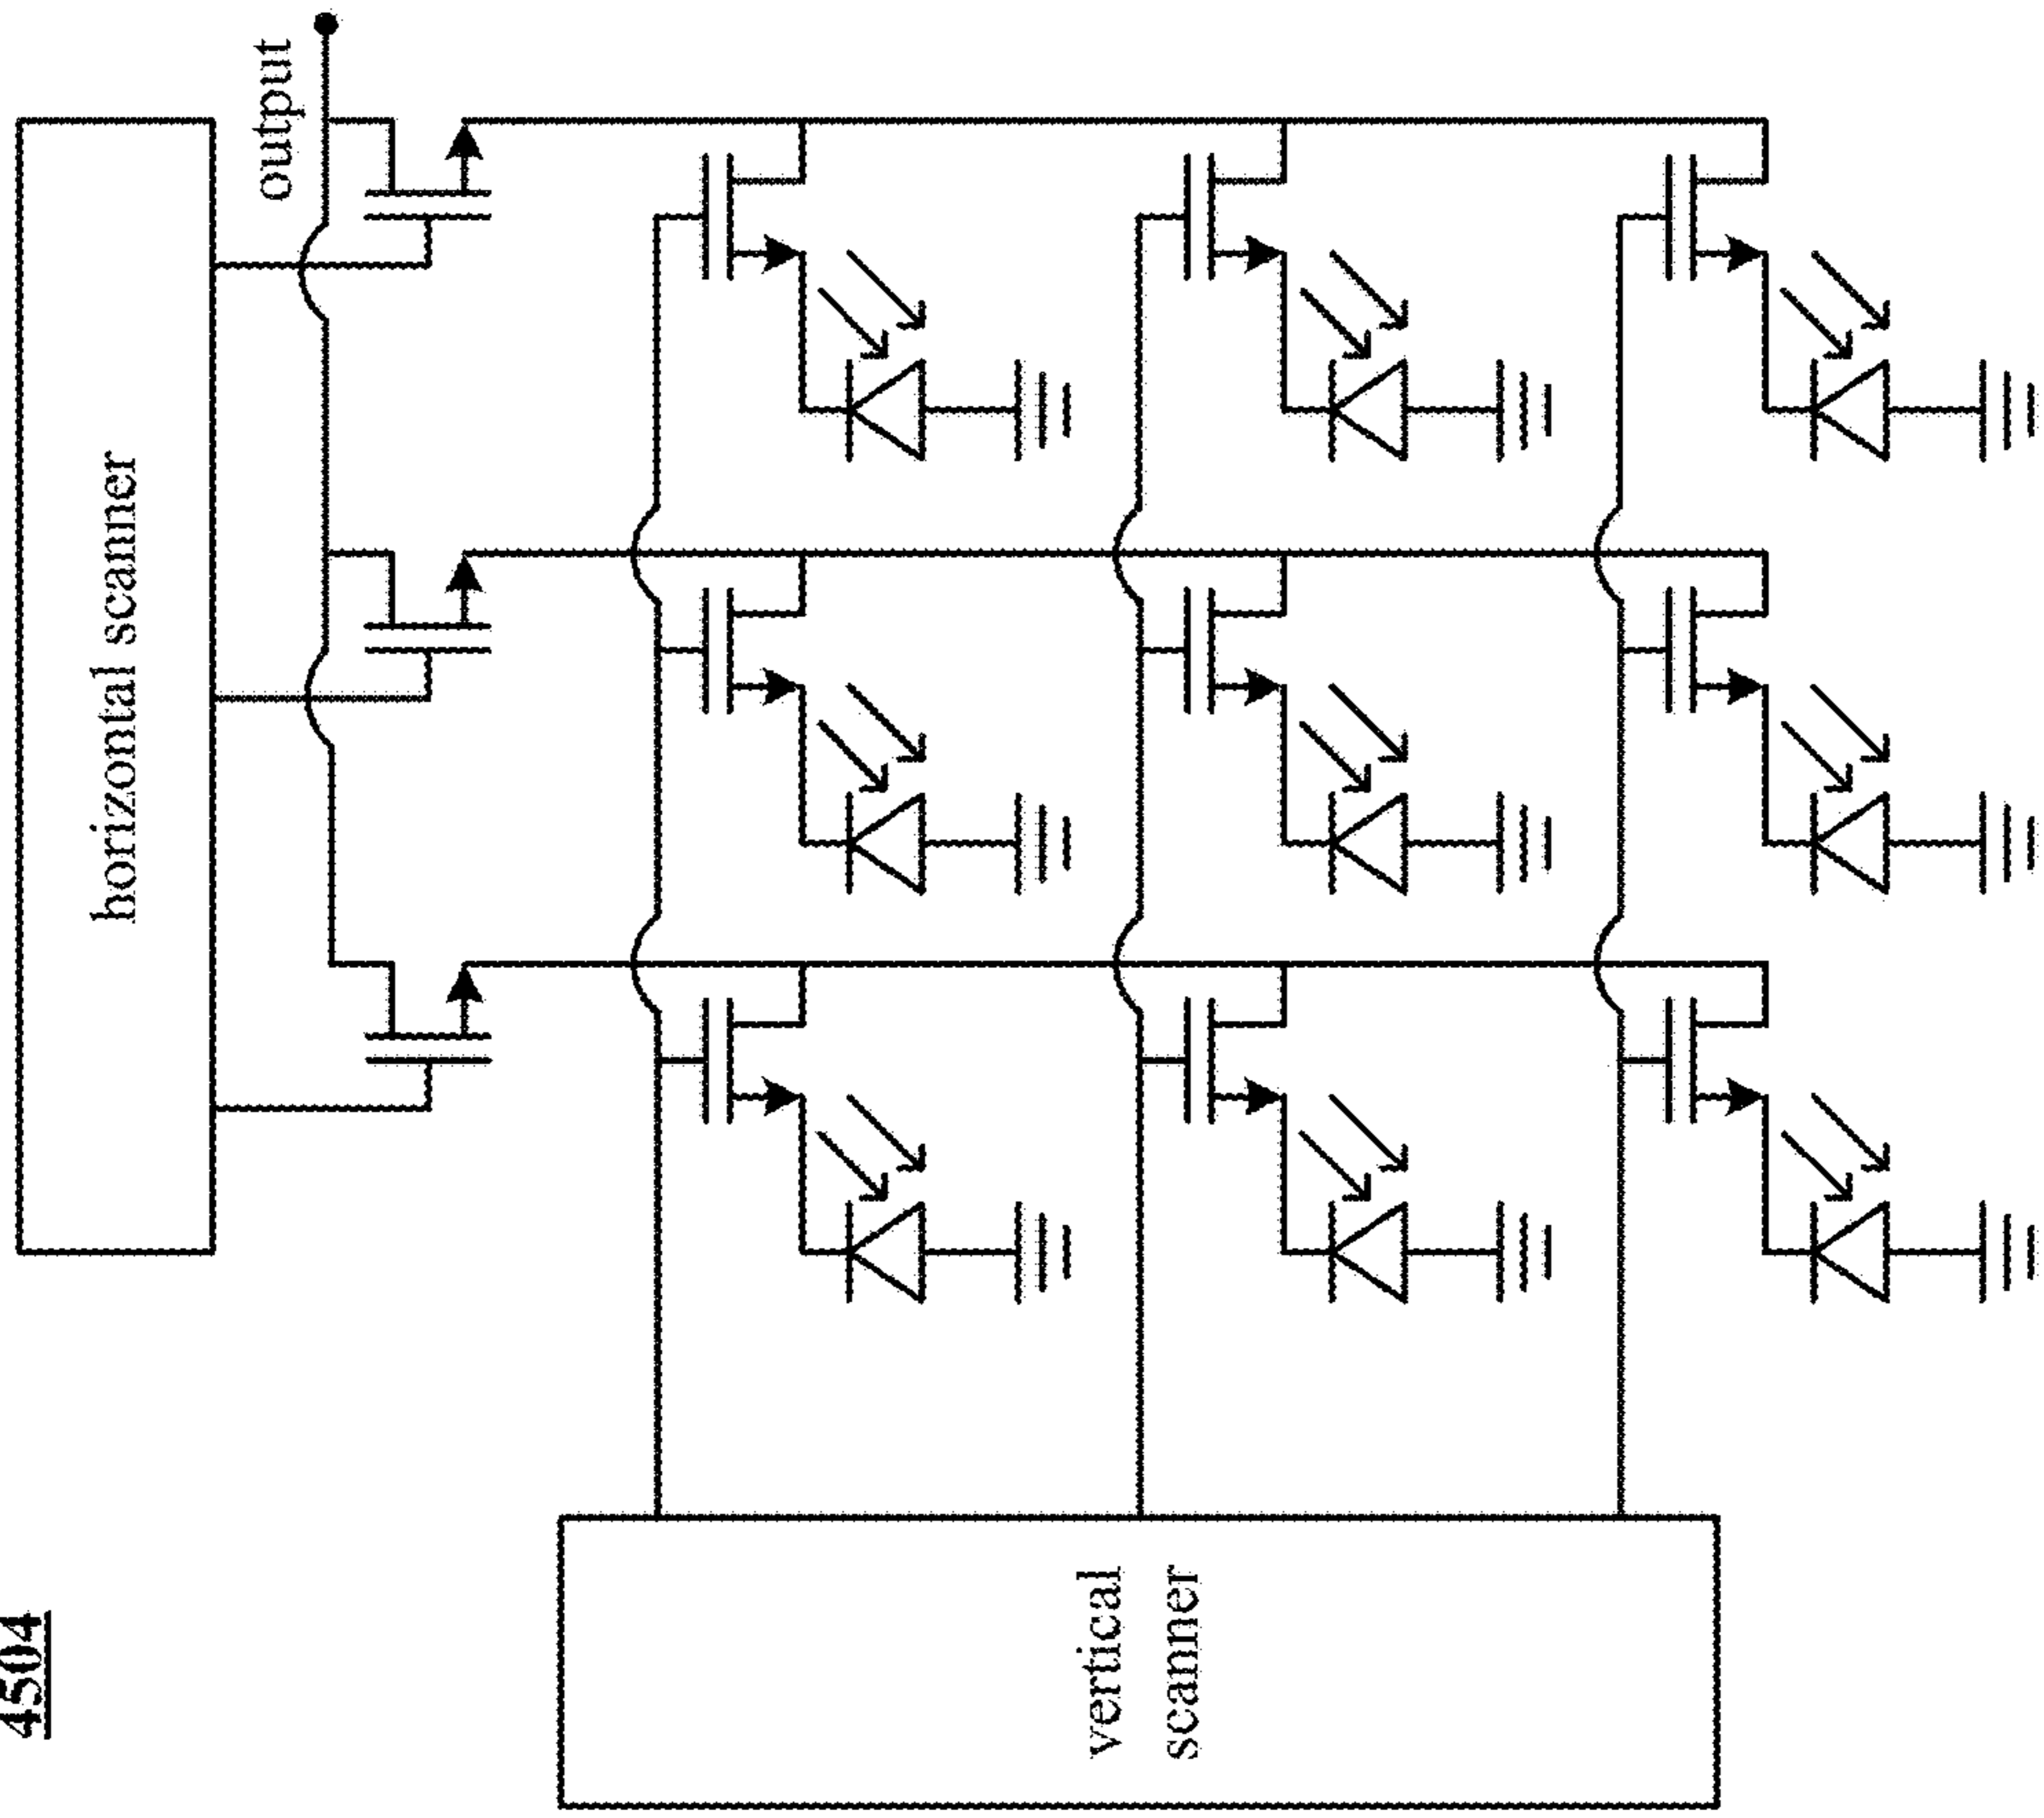 4504
horizontal scanner
output
vertical
scanner